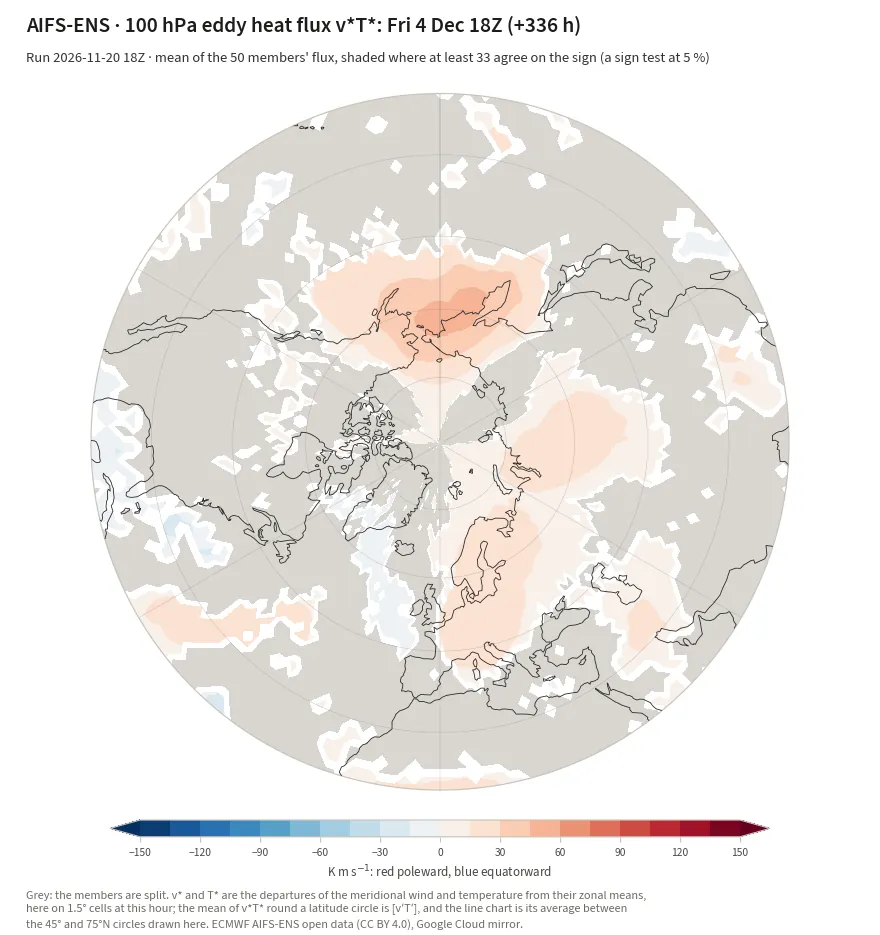 AIFS-ENS · 100 hPa eddy heat flux v*T*: Fri 4 Dec 18Z (+336 h)
Run 2026-11-20 18Z · mean of the 50 members' flux, shaded where at least 33 agree on the sign (a sign test at 5 %)
−150 −120 −90 −60 −30 0 30 60 90 120 150
K m s⁻¹: red poleward, blue equatorward
Grey: the members are split. v* and T* are the departures of the meridional wind and temperature from their zonal means,
here on 1.5° cells at this hour; the mean of v*T* round a latitude circle is [v′T′], and the line chart is its average between
the 45° and 75°N circles drawn here. ECMWF AIFS-ENS open data (CC BY 4.0), Google Cloud mirror.